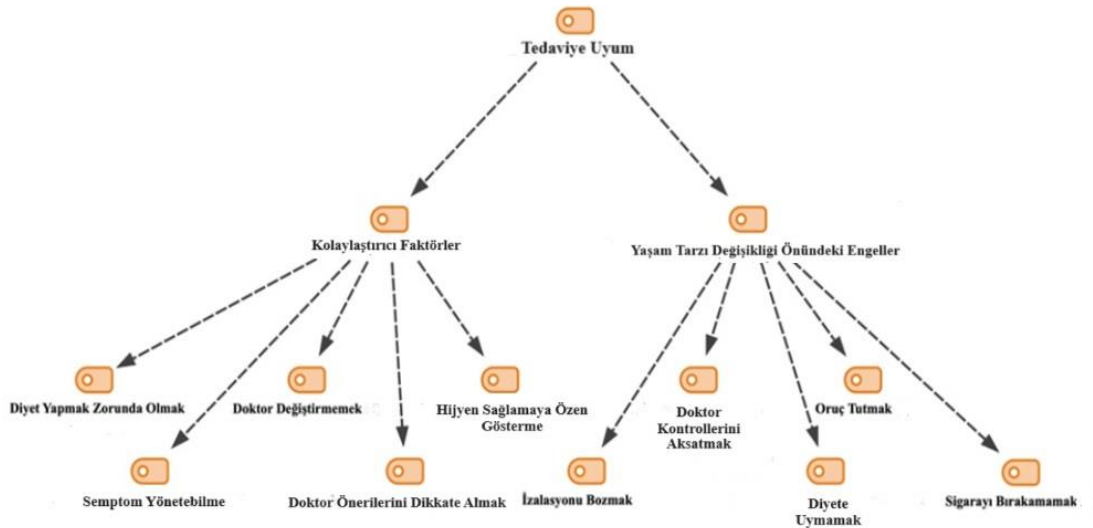 Tedaviye Uyum
Kolaylaştırıcı Faktörler
Yaşam Tarzı Değişikliği Önündeki Engeller
Diyet Yapmak Zorunda Olmak
Doktor Değiştirmemek
Hijyen Sağlamaya Özen
Gösterme
Doktor
Kontrollerini
Aksatmak
Oruç Tutmak
Semptom Yönetebilme
Doktor Önerilerini Dikkate Almak
İzalasyonu Bozmak
Diyete
Uymamak
Sigarayı Bırakamamak